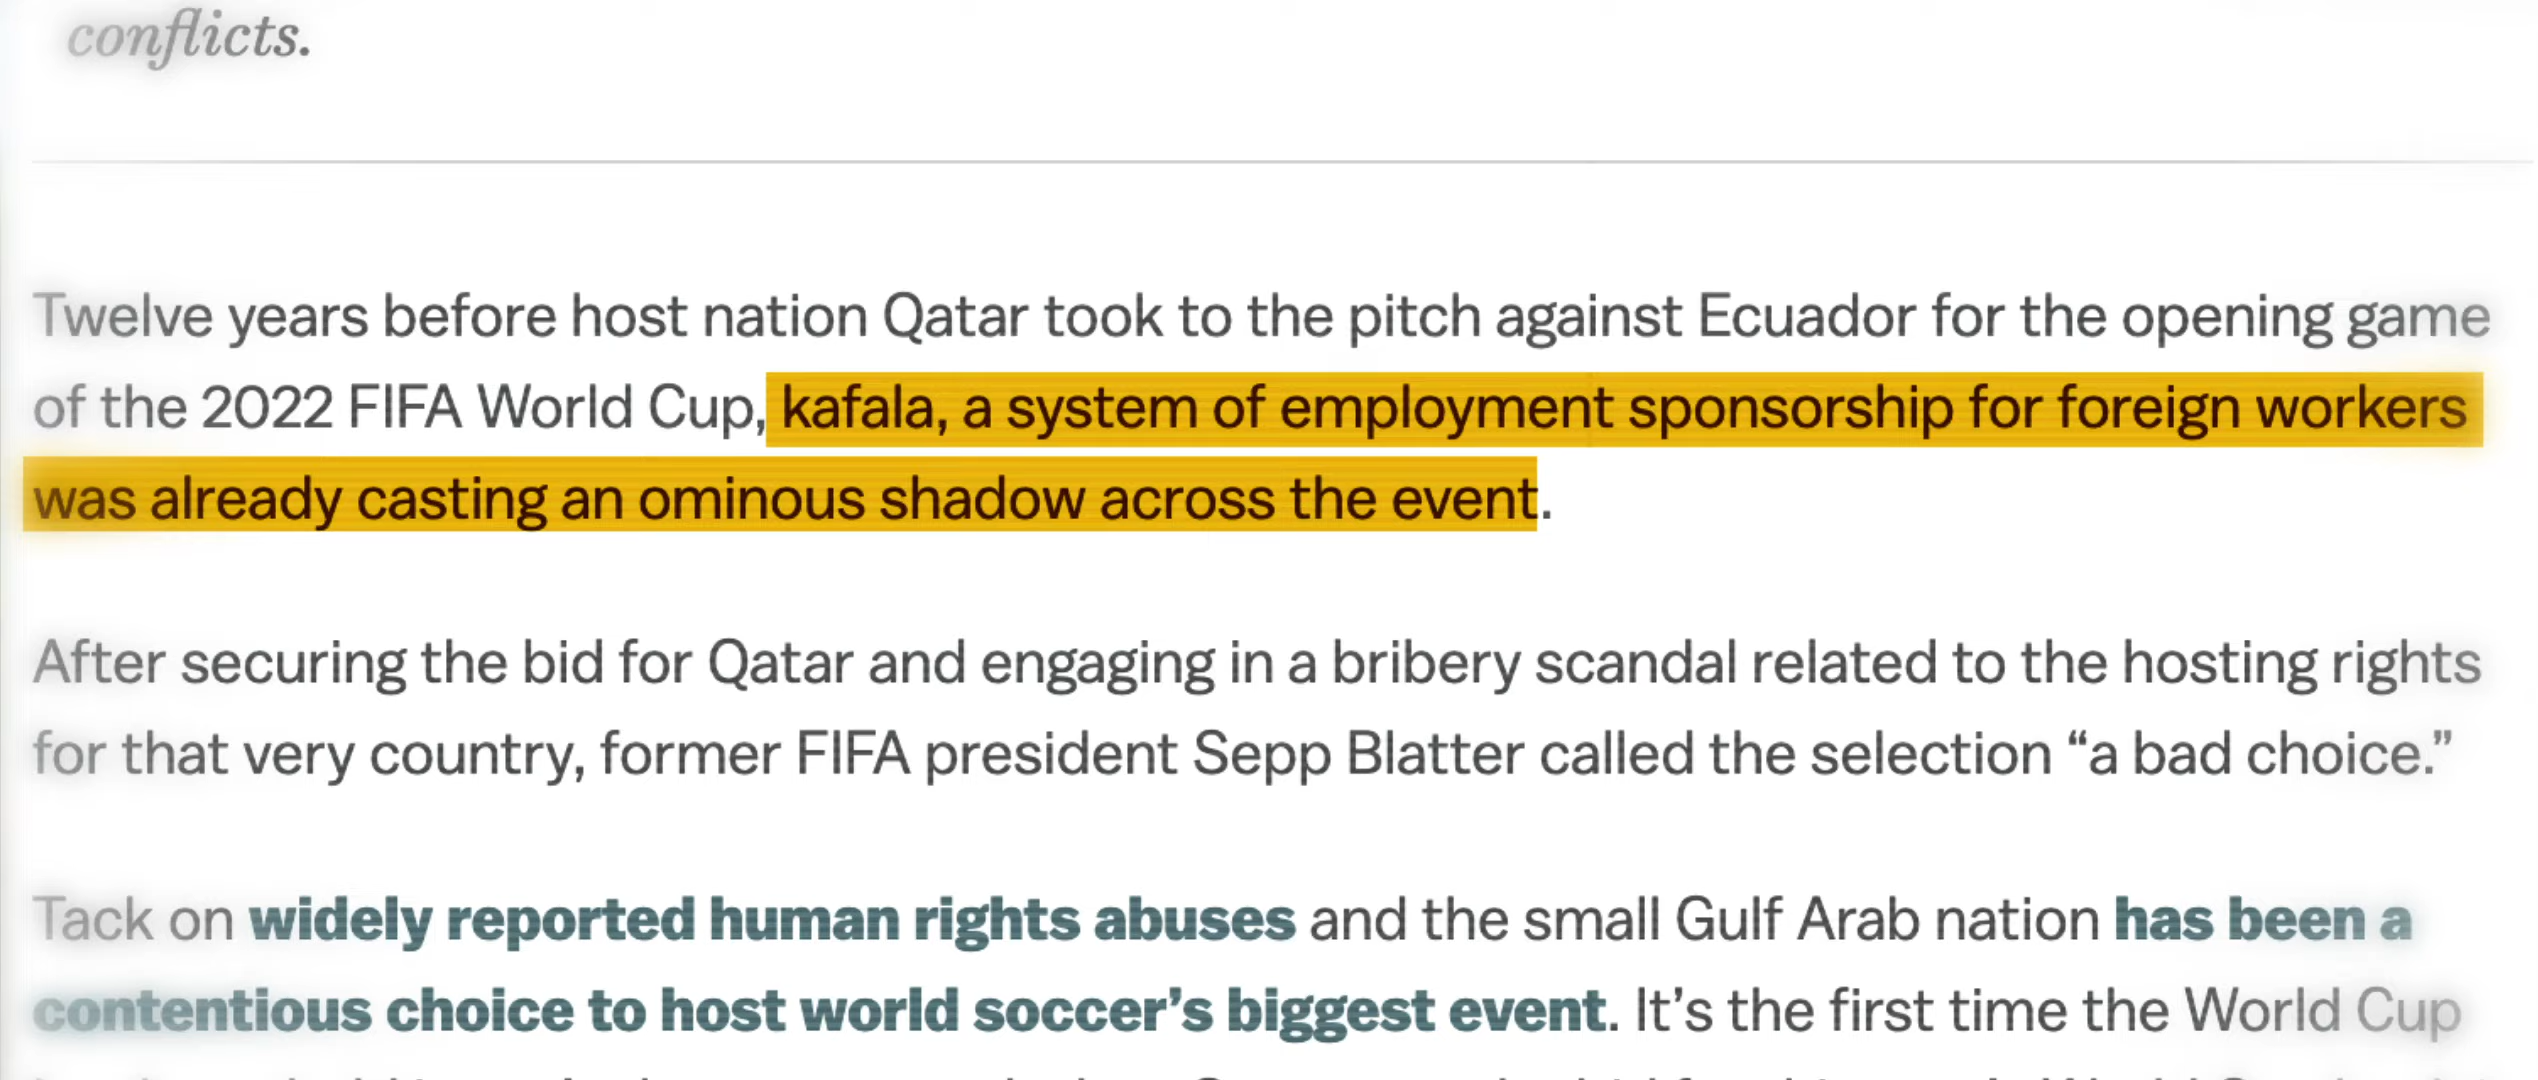 conflicts.
Twelve years before host nation Qatar took to the pitch against Ecuador for the opening game
of the 2022 FIFA World Cup, kafala, a system of employment sponsorship for foreign workers
was already casting an ominous shadow across the event.
After securing the bid for Qatar and engaging in a bribery scandal related to the hosting rights
for that very country, former FIFA president Sepp Blatter called the selection “a bad choice.”
Tack on widely reported human rights abuses and the small Gulf Arab nation has been a
contentious choice to host world soccer’s biggest event. It’s the first time the World Cup